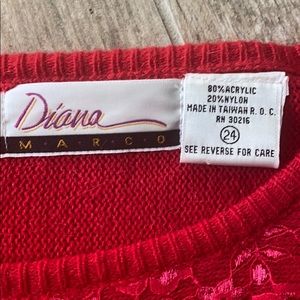 Diana
MARCO
80% ACRYLIC
20% NYLON
MADE IN TAIWAN R. O. C.
RN 30216
24
SEE REVERSE FOR CARE